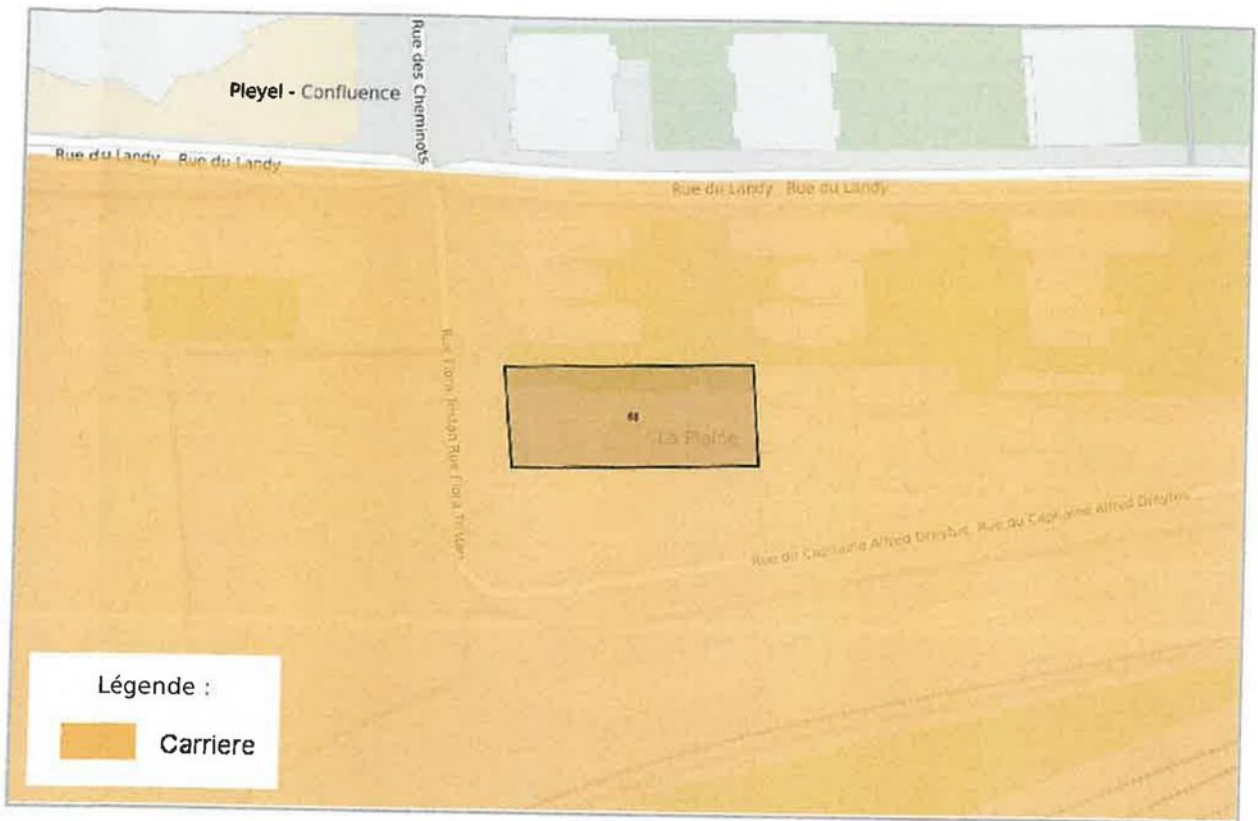 Rue des Cheminots
Pleyel - Confluence
Rue du Landy Rue du Landy
Rue du Landy Rue du Landy
Rue Flora Tristan Rue Flora Tristan
La Plaine
Rue du Capitaine Alfred Dreyfus Rue du Capitaine Alfred Dreyfus
Légende :
Carriere